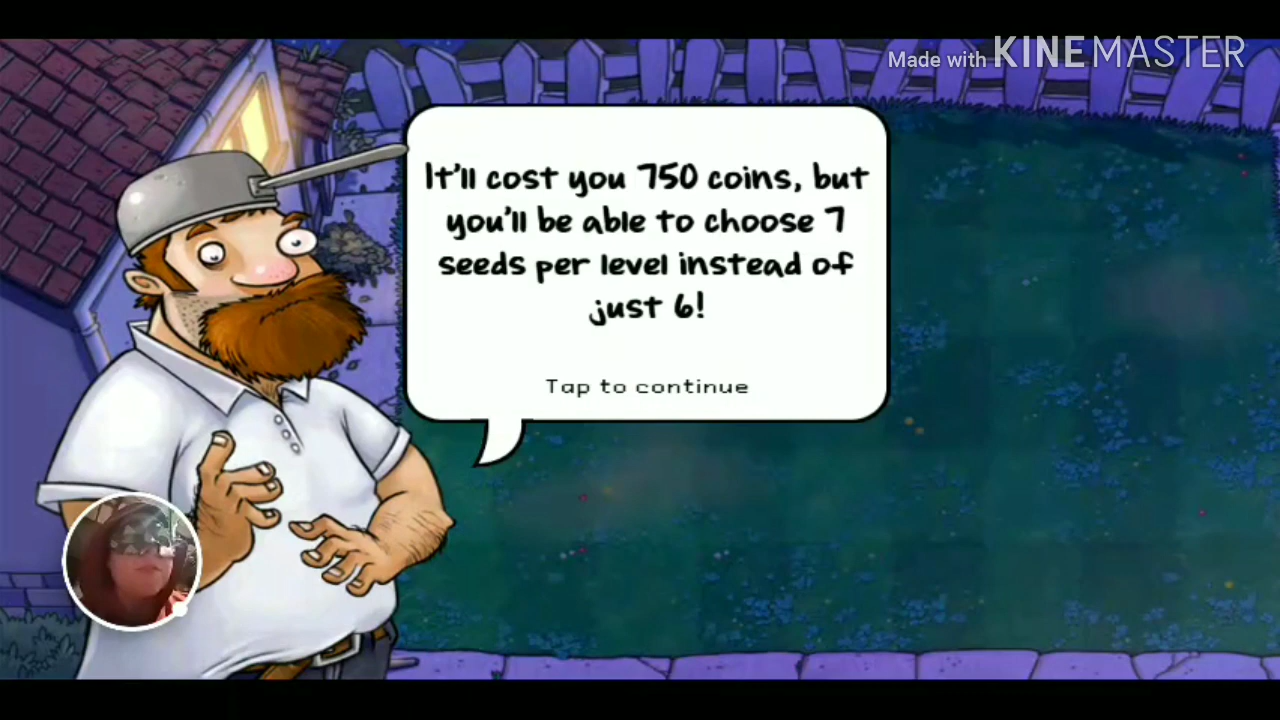 Made with KINEMASTER
It'll cost you 750 coins, but
you'll be able to choose 7
seeds per level instead of
just 6!
Tap to continue